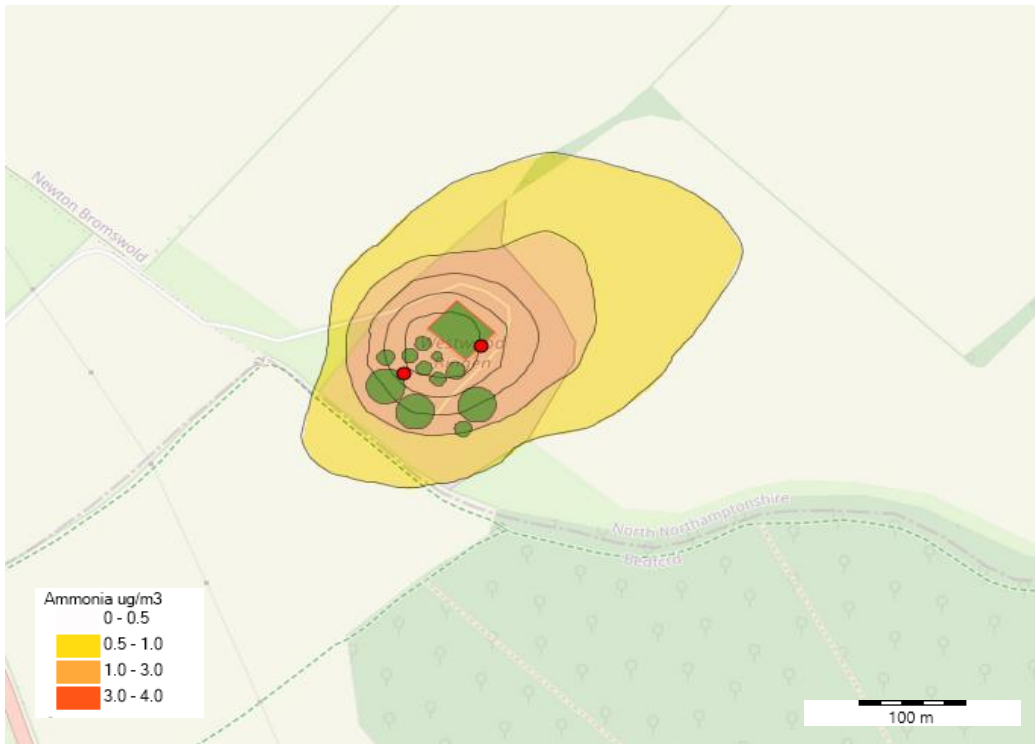 Newton Bromswold
Westwood
North Northamptonshire
Bedford
Ammonia ug/m3
0 - 0.5
0.5 - 1.0
1.0 - 3.0
3.0 - 4.0
100 m